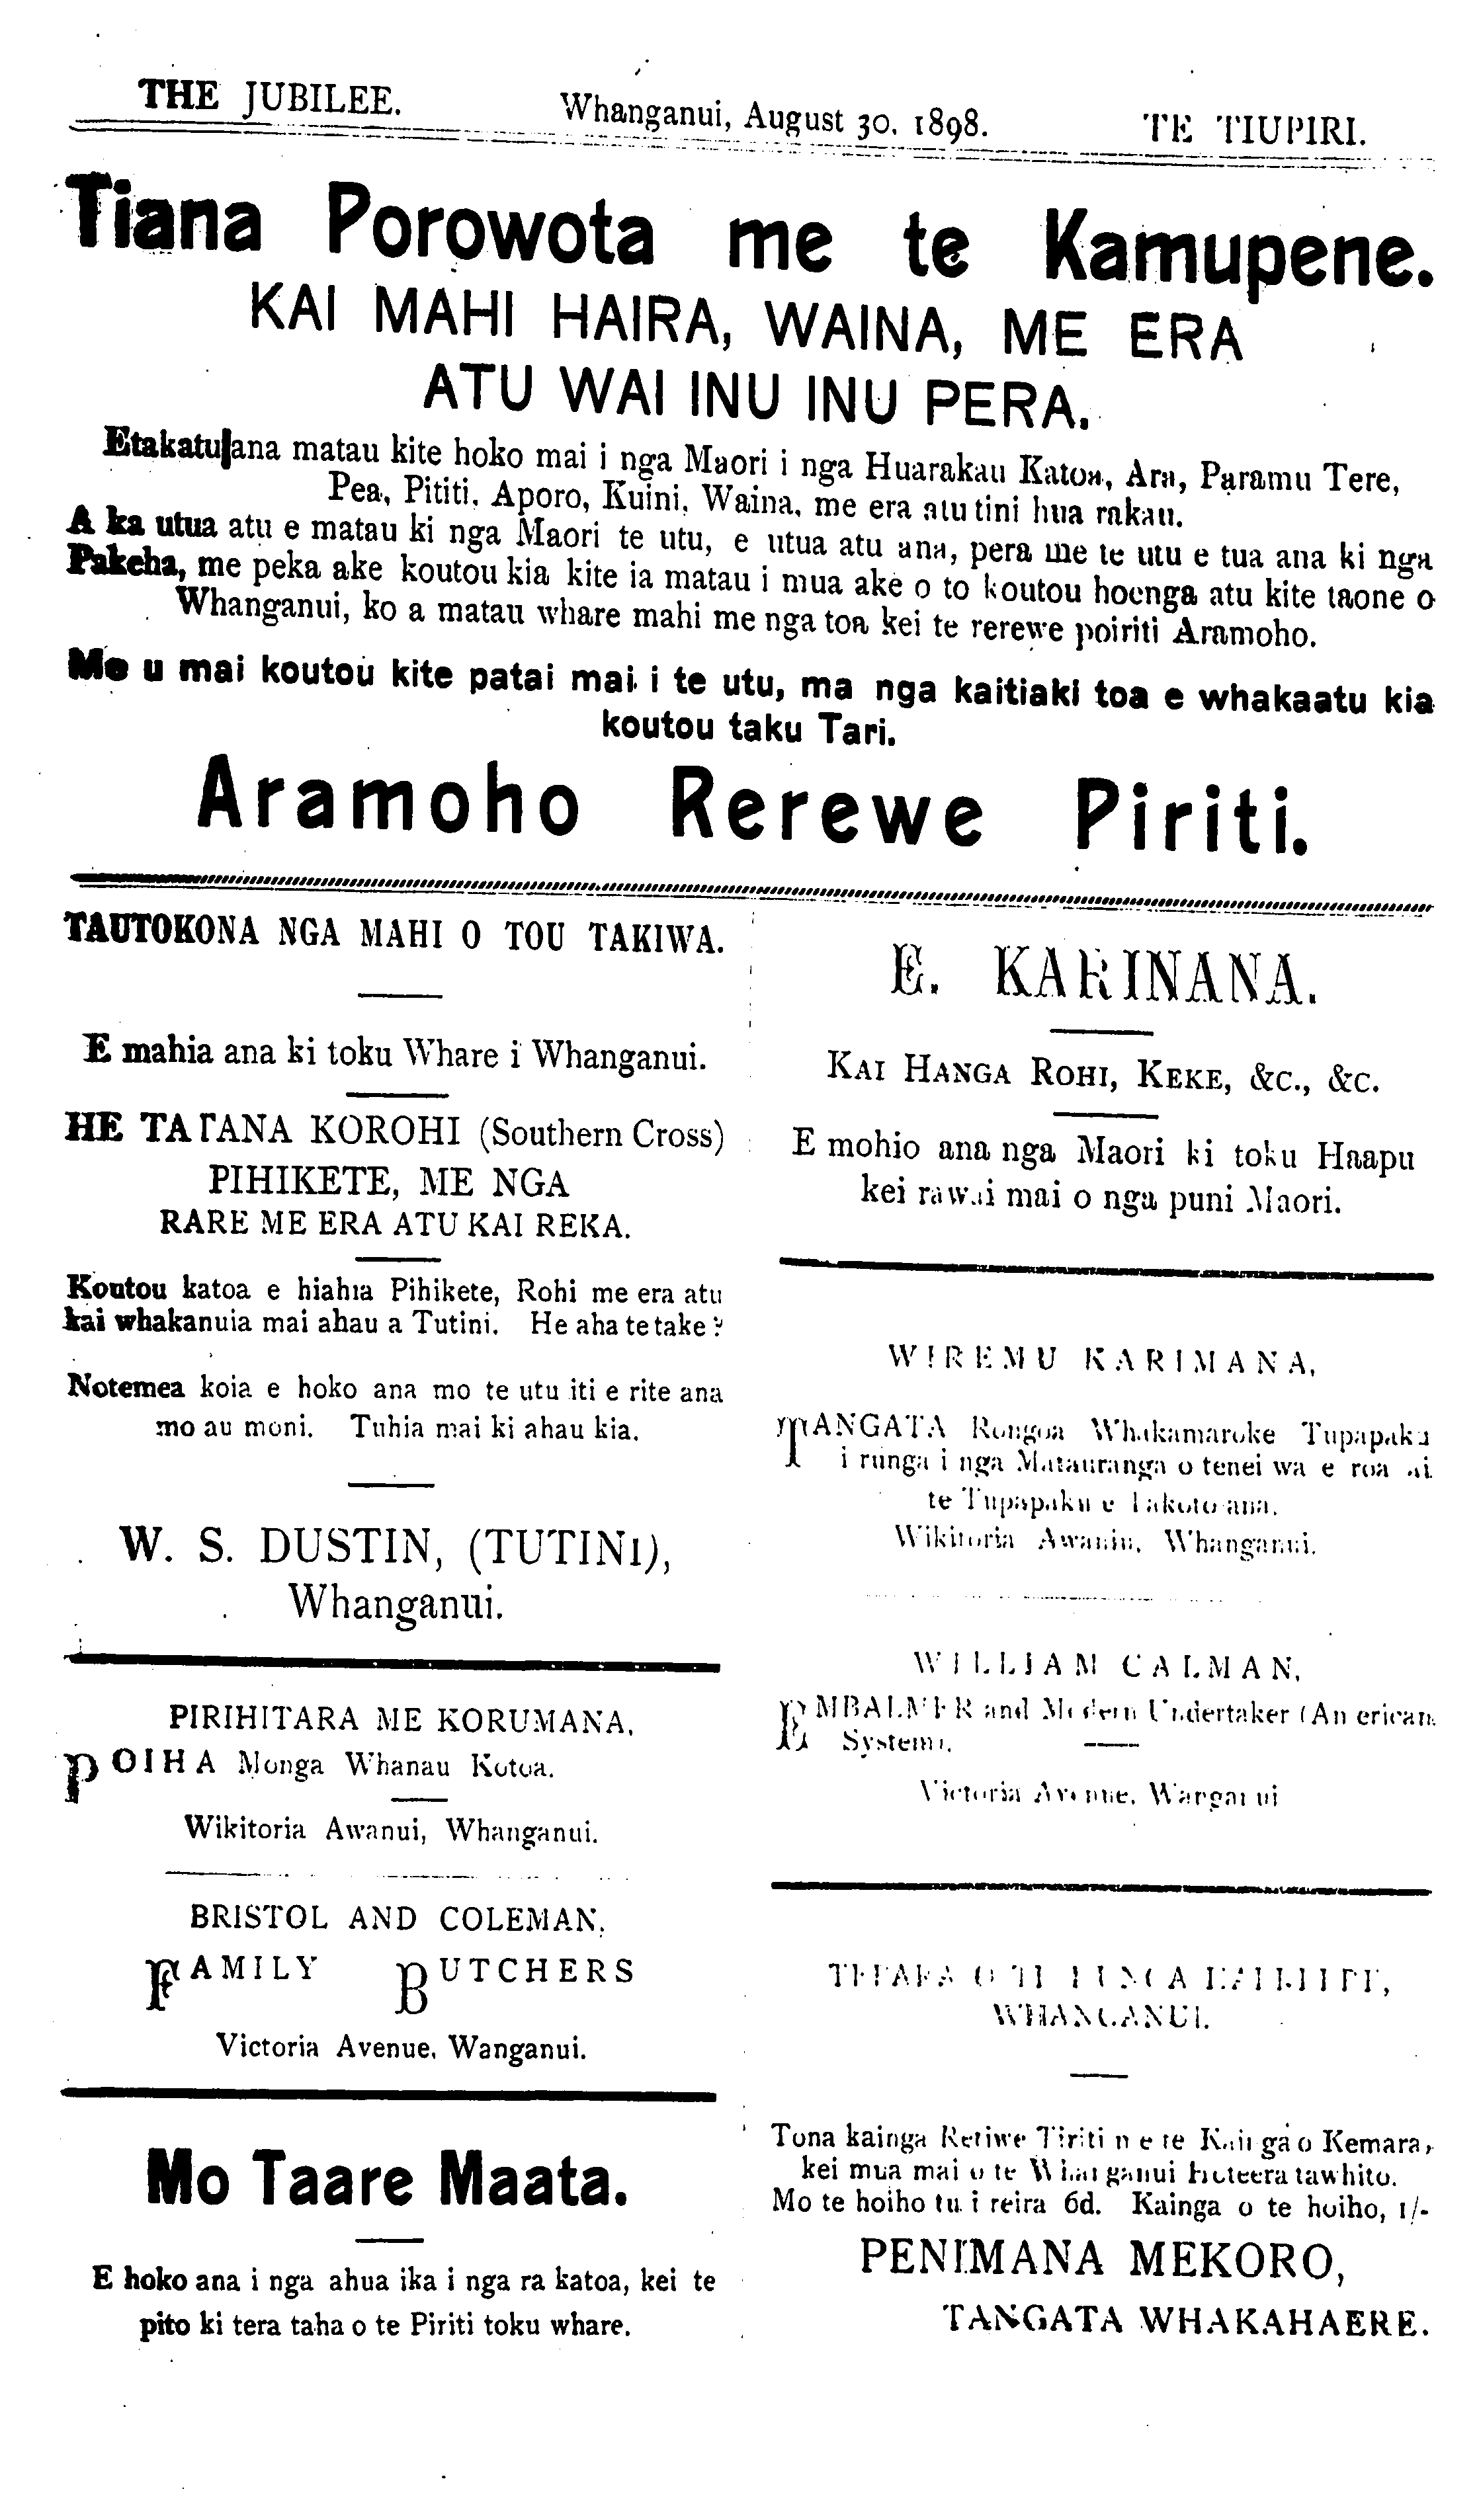 THE JUBILEE. Whanganui, August 30, 1898. TE TIUPIRI.
Tiana Porowota me te Kamupene.
KAI MAHI HAIRA, WAINA, ME ERA
ATU WAI INU INU PERA.
Etakatu ana matau kite hoko mai i nga Maori i nga Huarakau Katoa, Ara, Paramu Tere,
Pea, Pititi, Aporo, Kuini, Waina, me era atu tini hua rakau.
A ka utua atu e matau ki nga Maori te utu, e utua atu ana, pera me te utu e tua ana ki nga
Pakeha, me peka ake koutou kia kite ia matau i mua ake o to koutou hoenga atu kite taone o
Whanganui, ko a matau whare mahi me nga toa kei te rerewe poiriti Aramoho.
Me u mai koutou kite patai mai i te utu, ma nga kaitiaki toa e whakaatu kia
koutou taku Tari.
Aramoho Rerewe Piriti.
TAUTOKONA NGA MAHI O TOU TAKIWA.
E mahia ana ki toku Whare i Whanganui.
HE TATANA KOROHI (Southern Cross)
PIHIKETE, ME NGA
RARE ME ERA ATU KAI REKA.
Koutou katoa e hiahia Pihikete, Rohi me era atu
kai whakanuia mai ahau a Tutini. He aha te take ?
Notemea koia e hoko ana mo te utu iti e rite ana
mo au moni. Tuhia mai ki ahau kia.
W. S. DUSTIN, (TUTINI),
Whanganui.
PIRIHITARA ME KORUMANA,
POIHA Monga Whanau Kotoa.
Wikitoria Awanui, Whanganui.
BRISTOL AND COLEMAN,
FAMILY BUTCHERS
Victoria Avenue, Wanganui.
Mo Taare Maata.
E hoko ana i nga ahua ika i nga ra katoa, kei te
pito ki tera taha o te Piriti toku whare.
E. KARINANA.
KAI HANGA ROHI, KEKE, &C., &C.
E mohio ana nga Maori ki toku Haapu
kei rawai mai o nga puni Maori.
WIREMU KARIMANA,
TANGATA Rongoa Whakamaroke Tupapaku
i runga i nga Matauranga o tenei wa e roa ai
te Tupapaku e Takoto ana.
Wikitoria Awanui, Whanganui.
WILLIAM CALMAN,
EMBALMER and Modern Undertaker (American
System).
Victoria Avenue, Wanganui
WHANGANUI.
Tona kainga Retiwe Tiriti me te Kainga o Kemara,
kei mua mai o te Whanganui hoteera tawhito.
Mo te hoiho tu i reira 6d. Kainga o te hoiho, 1/-
PENIMANA MEKORO,
TANGATA WHAKAHAERE.